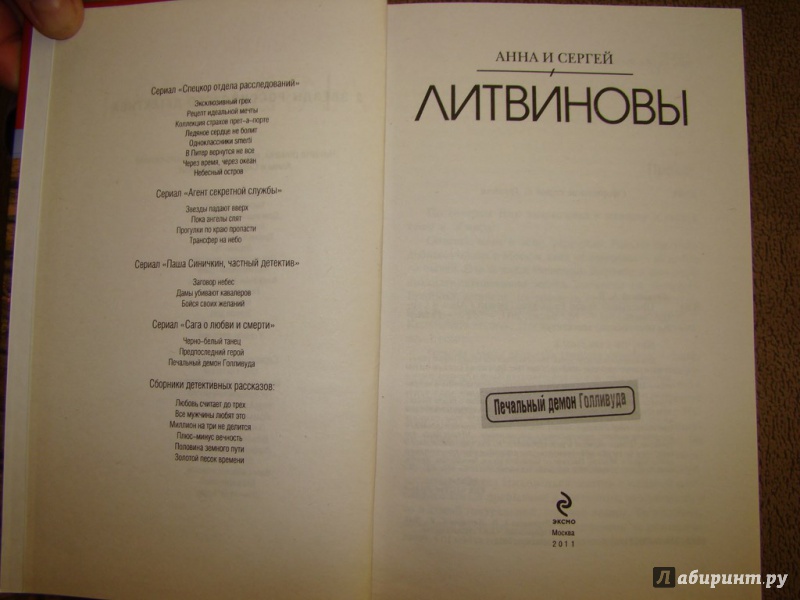 Сериал «Спецкор отдела расследований»
Эксклюзивный грех
Рецепт идеальной мечты
Коллекция страхов прет-а-порте
Ледяное сердце не болит
Одноклассники smerti
В Питер вернутся не все
Через время, через океан
Небесный остров
Сериал «Агент секретной службы»
Звезды падают вверх
Пока ангелы спят
Прогулки по краю пропасти
Трансфер на небо
Сериал «Паша Синичкин, частный детектив»
Заговор небес
Дамы убивают кавалеров
Бойся своих желаний
Сериал «Сага о любви и смерти»
Черно-белый танец
Предпоследний герой
Печальный демон Голливуда
Сборники детективных рассказов:
Любовь считает до трех
Все мужчины любят это
Миллион на три не делится
Плюс-минус вечность
Половина земного пути
Золотой песок времени
АННА И СЕРГЕЙ
ЛИТВИНОВЫ
Печальный демон Голливуда
ЭКСМО
Москва
2011
Лабиринт.ру